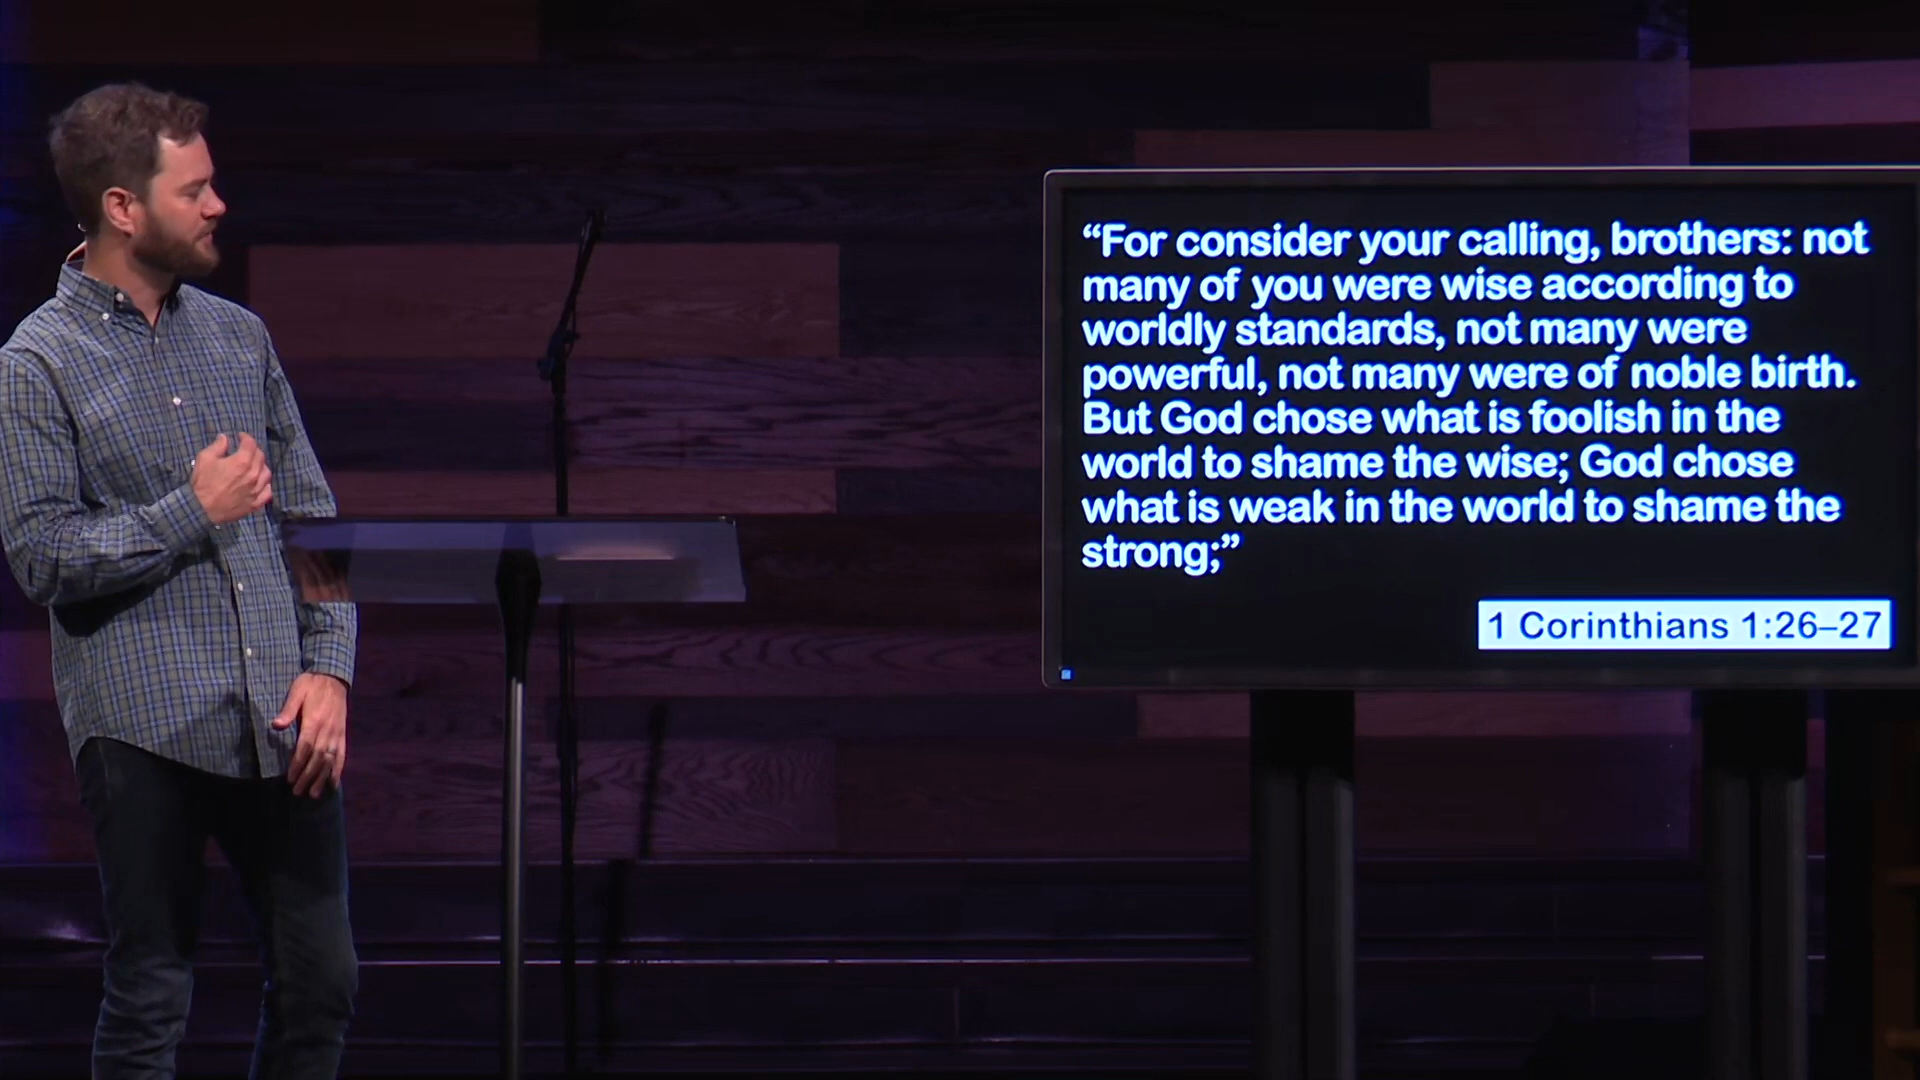 “For consider your calling, brothers: not
many of you were wise according to
worldly standards, not many were
powerful, not many were of noble birth.
But God chose what is foolish in the
world to shame the wise; God chose
what is weak in the world to shame the
strong;”
1 Corinthians 1:26–27